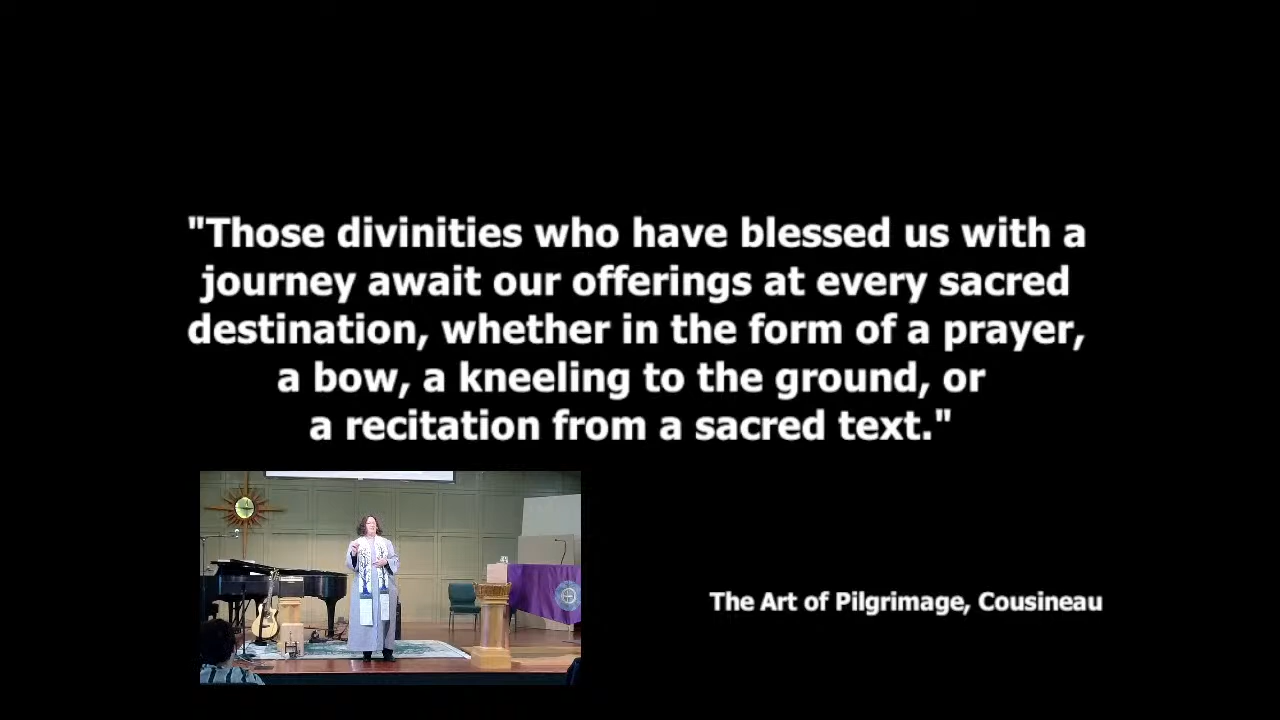 "Those divinities who have blessed us with a
journey await our offerings at every sacred
destination, whether in the form of a prayer,
a bow, a kneeling to the ground, or
a recitation from a sacred text."
The Art of Pilgrimage, Cousineau